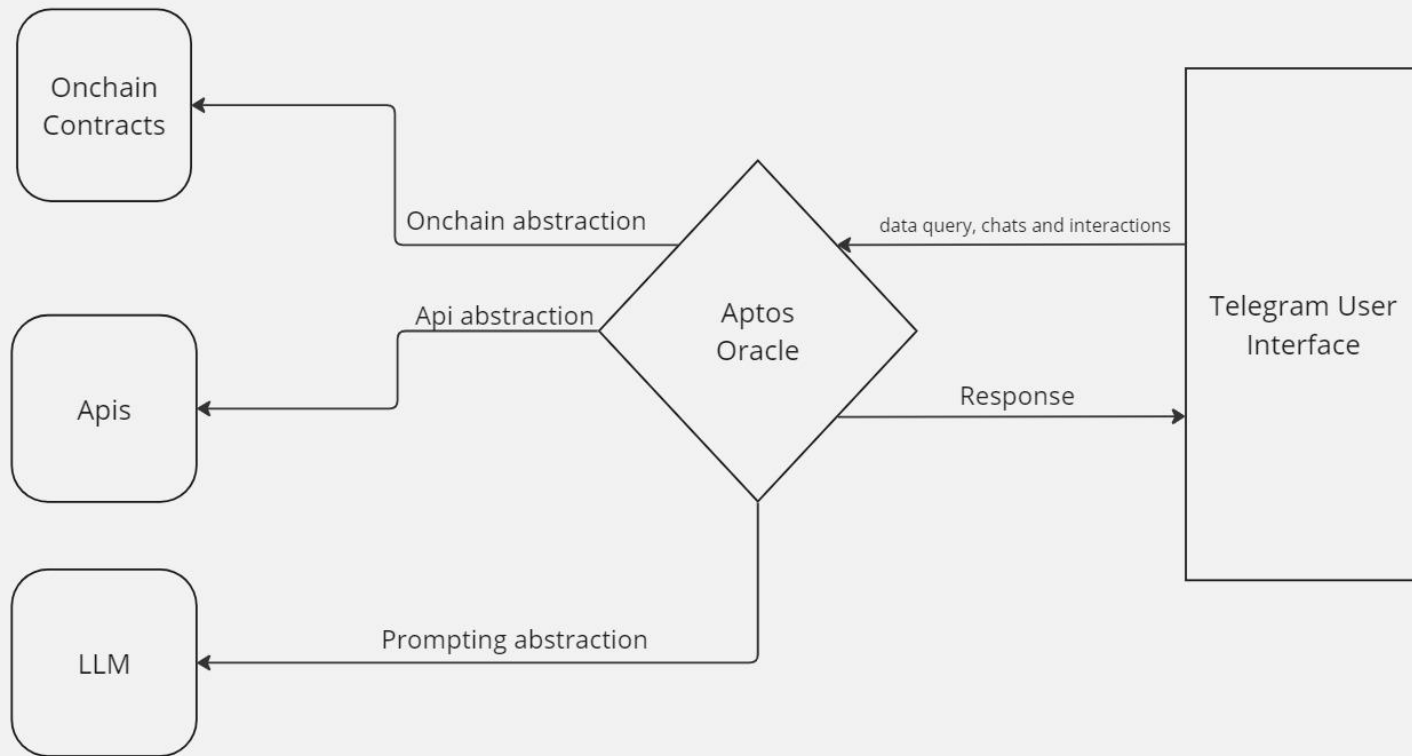 Onchain
Contracts
Onchain abstraction
data query, chats and interactions
Api abstraction
Aptos
Oracle
Telegram User
Interface
Apis
Response
LLM
Prompting abstraction